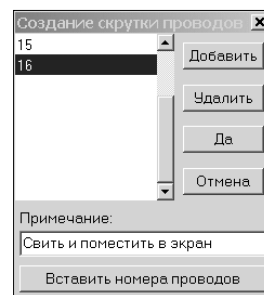 Создание скрутки проводов
15
16
Добавить
Удалить
Да
Отмена
Примечание:
Свить и поместить в экран
Вставить номера проводов